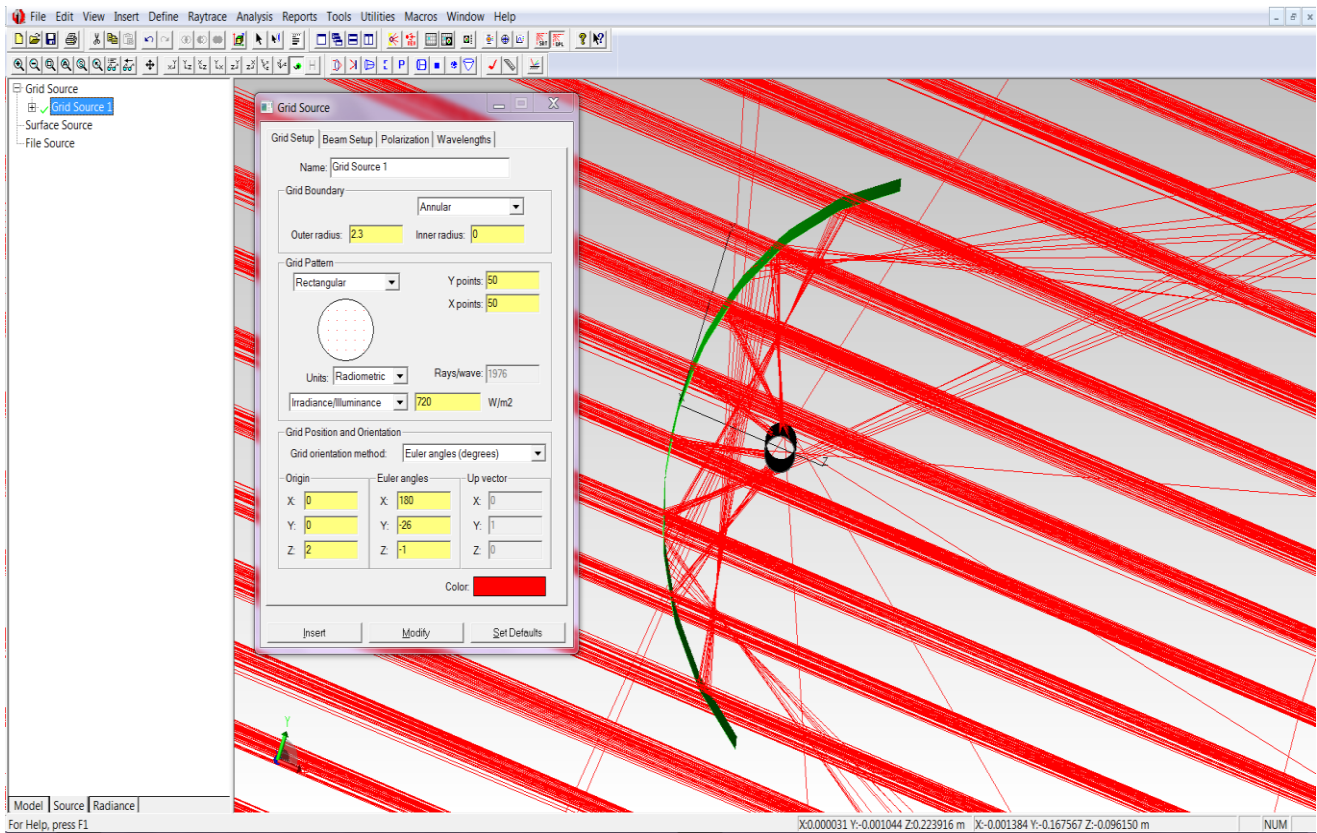 File Edit View Insert Define Raytrace Analysis Reports Tools Utilities Macros Window Help
Grid Source
Grid Source 1
Surface Source
File Source
Grid Source
Grid Setup Beam Setup Polarization Wavelengths
Name: Grid Source 1
Grid Boundary
Annular
Outer radius: 2.3 Inner radius: 0
Grid Pattern
Rectangular Y points: 50
X points: 50
Units: Radiometric Rays/wave: 1976
Irradiance/Illuminance 720 W/m2
Grid Position and Orientation
Grid orientation method: Euler angles (degrees)
Origin Euler angles Up vector
X: 0 X: 180 X: 0
Y: 0 Y: -26 Y: 1
Z: 2 Z: -1 Z: 0
Color:
Insert Modify Set Defaults
Z
Y
Model Source Radiance
For Help, press F1 X:0.000031 Y:-0.001044 Z:0.223916 m X:-0.001384 Y:-0.167567 Z:-0.096150 m NUM